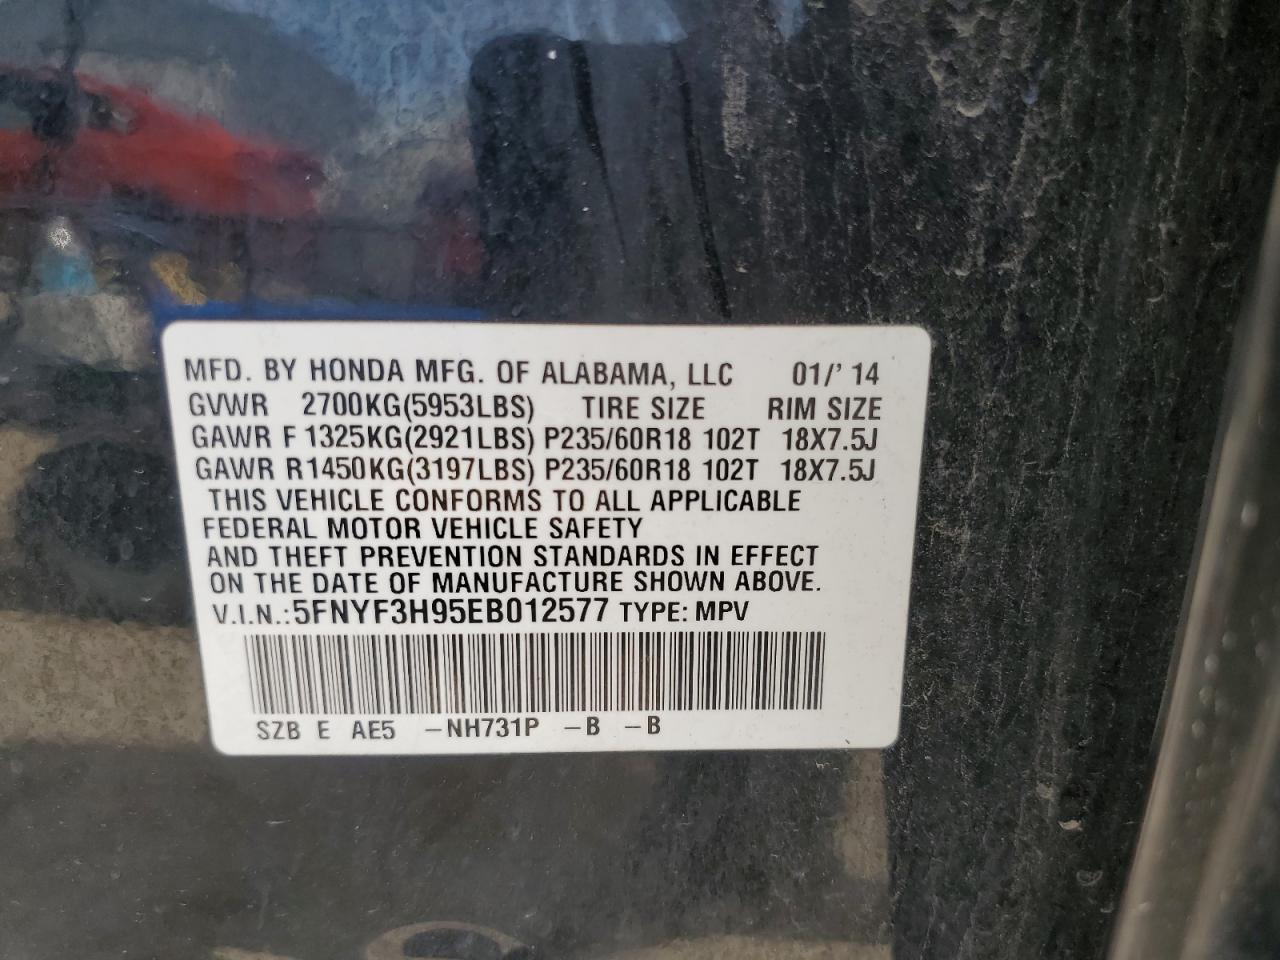 MFD. BY HONDA MFG. OF ALABAMA, LLC 01/' 14
GVWR 2700KG(5953LBS) TIRE SIZE RIM SIZE
GAWR F 1325KG(2921LBS) P235/60R18 102T 18X7.5J
GAWR R 1450KG(3197LBS) P235/60R18 102T 18X7.5J
THIS VEHICLE CONFORMS TO ALL APPLICABLE
FEDERAL MOTOR VEHICLE SAFETY
AND THEFT PREVENTION STANDARDS IN EFFECT
ON THE DATE OF MANUFACTURE SHOWN ABOVE.
V.I.N.: 5FNYF3H95EB012577 TYPE: MPV
SZB E AE5 -NH731P -B -B